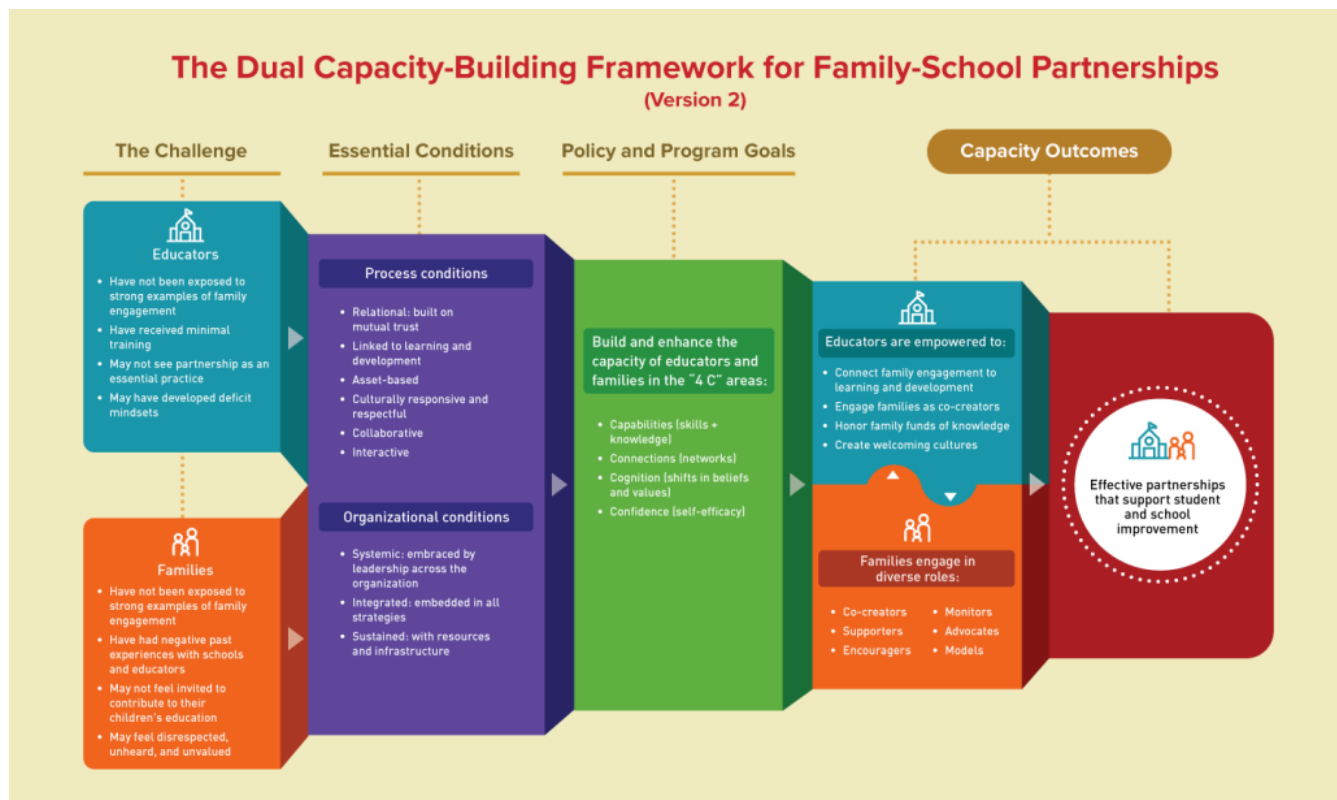 The Dual Capacity-Building Framework for Family-School Partnerships
(Version 2)
The Challenge
Essential Conditions
Policy and Program Goals
Capacity Outcomes
Educators
• Have not been exposed to
strong examples of family
engagement
• Have received minimal
training
• May not see partnership as an
essential practice
• May have developed deficit
mindsets
Families
• Have not been exposed to
strong examples of family
engagement
• Have had negative past
experiences with schools
and educators
• May not feel invited to
contribute to their
children's education
• May feel disrespected,
unheard, and unvalued
Process conditions
• Relational: built on
mutual trust
• Linked to learning and
development
• Asset-based
• Culturally responsive and
respectful
• Collaborative
• Interactive
Organizational conditions
• Systemic: embraced by
leadership across the
organization
• Integrated: embedded in all
strategies
• Sustained: with resources
and infrastructure
Build and enhance the
capacity of educators and
families in the "4 C" areas:
• Capabilities (skills +
knowledge)
• Connections (networks)
• Cognition (shifts in beliefs
and values)
• Confidence (self-efficacy)
Educators are empowered to:
• Connect family engagement to
learning and development
• Engage families as co-creators
• Honor family funds of knowledge
• Create welcoming cultures
Families engage in
diverse roles:
• Co-creators
• Supporters
• Encouragers
• Monitors
• Advocates
• Models
Effective partnerships
that support student
and school
improvement